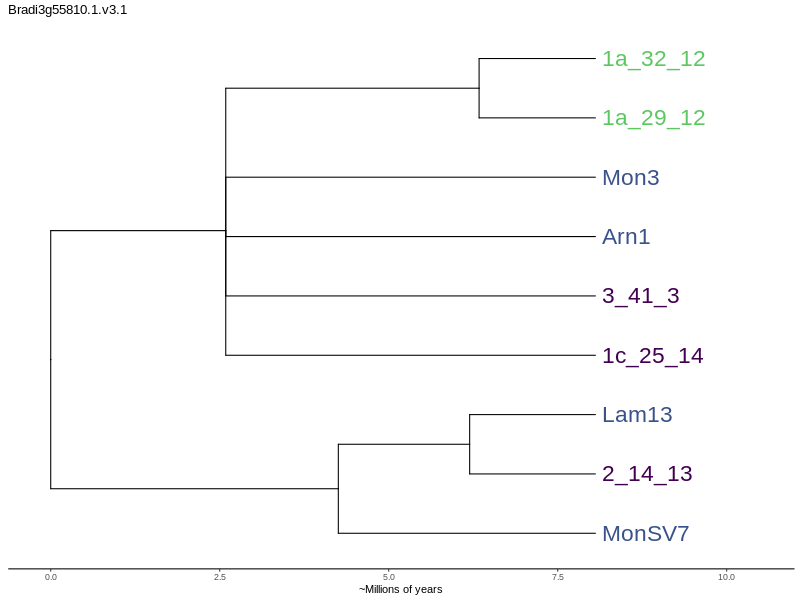 Bradi3g55810.1.v3.1
1a_32_12
1a_29_12
Mon3
Arn1
3_41_3
1c_25_14
Lam13
2_14_13
MonSV7
0.0 2.5 5.0 7.5 10.0
~Millions of years